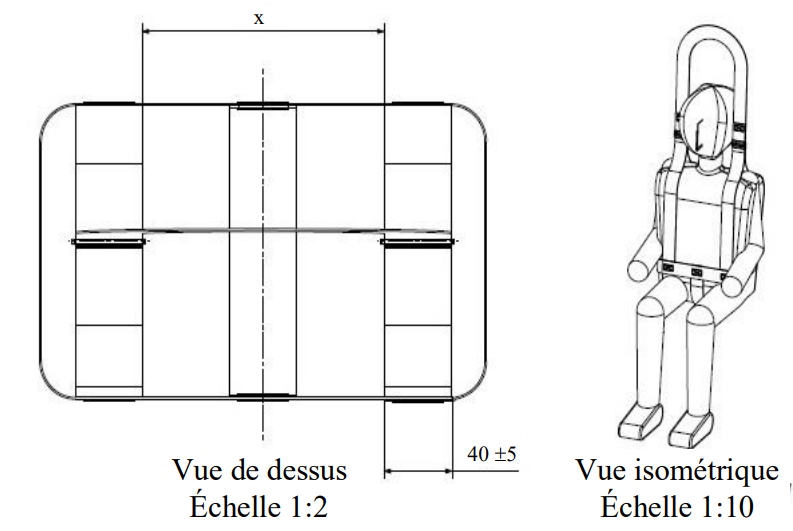 x
40 ±5
Vue de dessus
Échelle 1:2
Vue isométrique
Échelle 1:10